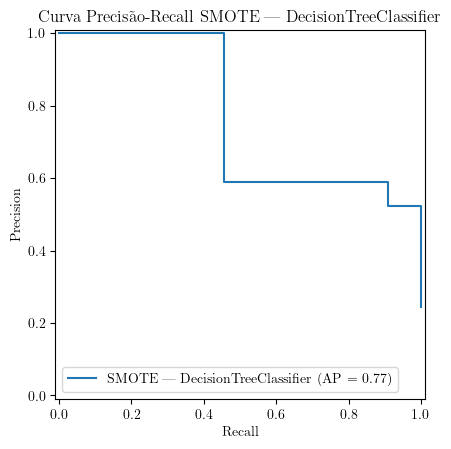 Curva Precisão-Recall SMOTE — DecisionTreeClassifier
1.0
0.8
0.6
0.4
0.2
0.0
Precision
SMOTE — DecisionTreeClassifier (AP = 0.77)
0.0 0.2 0.4 0.6 0.8 1.0
Recall